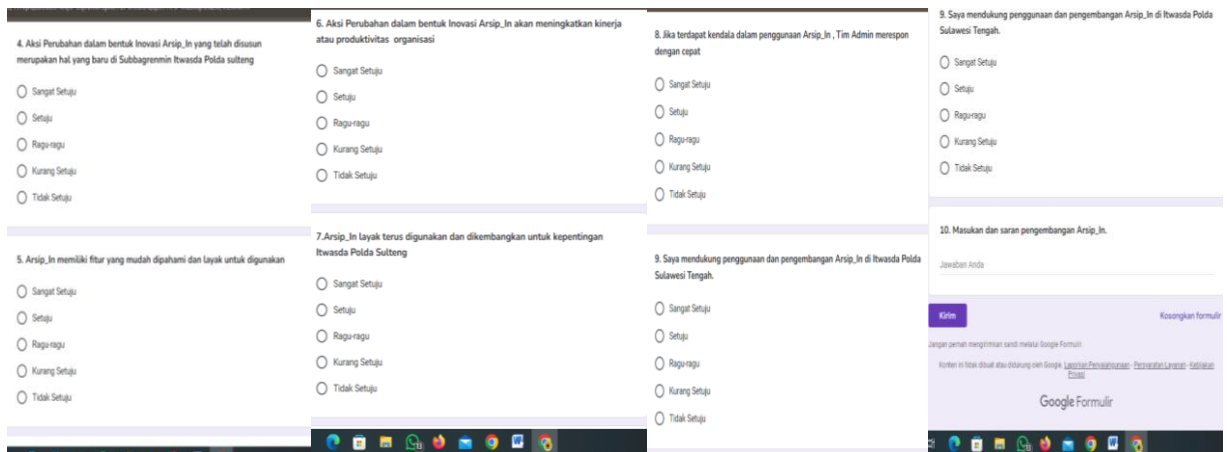 4. Aksi Perubahan dalam bentuk Inovasi Arsip_In yang telah disusun
merupakan hal yang baru di Subbagrenmin Itwasda Polda sulteng
Sangat Setuju
Setuju
Ragu-ragu
Kurang Setuju
Tidak Setuju
5. Arsip_In memiliki fitur yang mudah dipahami dan layak untuk digunakan
Sangat Setuju
Setuju
Ragu-ragu
Kurang Setuju
Tidak Setuju
6. Aksi Perubahan dalam bentuk Inovasi Arsip_In akan meningkatkan kinerja
atau produktivitas organisasi
Sangat Setuju
Setuju
Ragu-ragu
Kurang Setuju
Tidak Setuju
7.Arsip_In layak terus digunakan dan dikembangkan untuk kepentingan
Itwasda Polda Sulteng
Sangat Setuju
Setuju
Ragu-ragu
Kurang Setuju
Tidak Setuju
8. Jika terdapat kendala dalam penggunaan Arsip_In , Tim Admin merespon
dengan cepat
Sangat Setuju
Setuju
Ragu-ragu
Kurang Setuju
Tidak Setuju
9. Saya mendukung penggunaan dan pengembangan Arsip_In di Itwasda Polda
Sulawesi Tengah.
Sangat Setuju
Setuju
Ragu-ragu
Kurang Setuju
Tidak Setuju
9. Saya mendukung penggunaan dan pengembangan Arsip_In di Itwasda Polda
Sulawesi Tengah.
Sangat Setuju
Setuju
Ragu-ragu
Kurang Setuju
Tidak Setuju
10. Masukan dan saran pengembangan Arsip_In.
Jawaban Anda
Kirim
Kosongkan formulir
Jangan pernah mengirimkan sandi melalui Google Formulir.
Konten ini tidak dibuat atau didukung oleh Google. Laporkan Penyalahgunaan - Persyaratan Layanan - Kebijakan
Privasi
Google Formulir